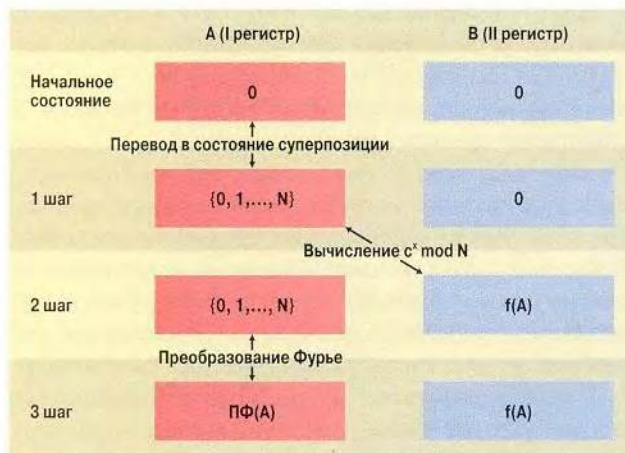 A (I регистр) B (II регистр)
Начальное
состояние
0 0
Перевод в состояние суперпозиции
1 шаг {0, 1,..., N} 0
Вычисление cˣ mod N
2 шаг {0, 1,..., N} f(A)
Преобразование Фурье
3 шаг ПФ(A) f(A)